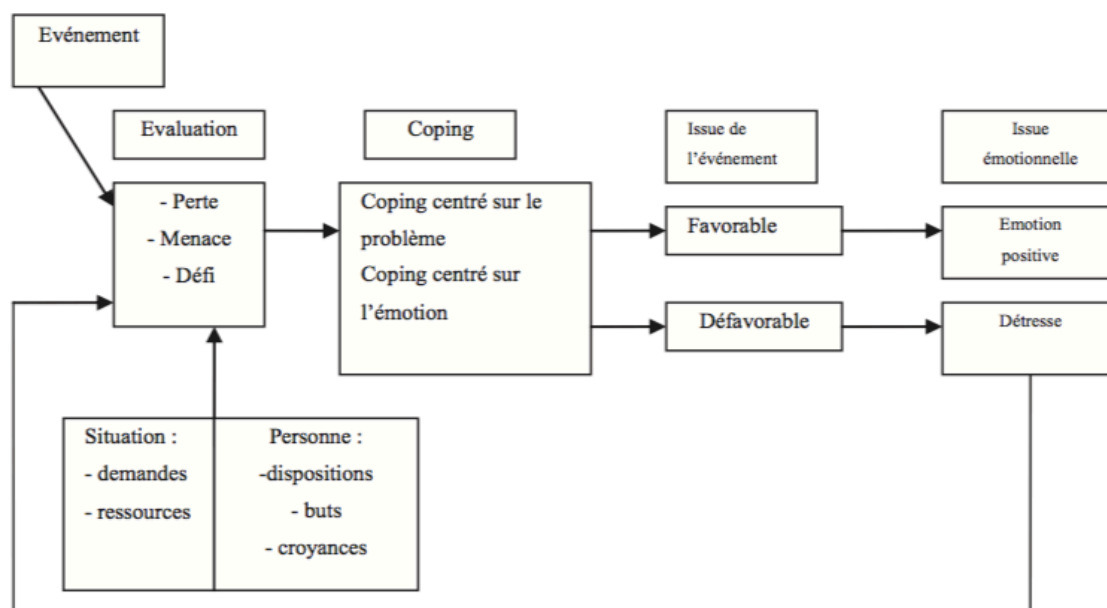 Evénement
Evaluation
Coping
Issue de
l'événement
Issue
émotionnelle
- Perte
- Menace
- Défi
Coping centré sur le
problème
Coping centré sur
l'émotion
Favorable
Défavorable
Emotion
positive
Détresse
Situation :
- demandes
- ressources
Personne :
-dispositions
- buts
- croyances